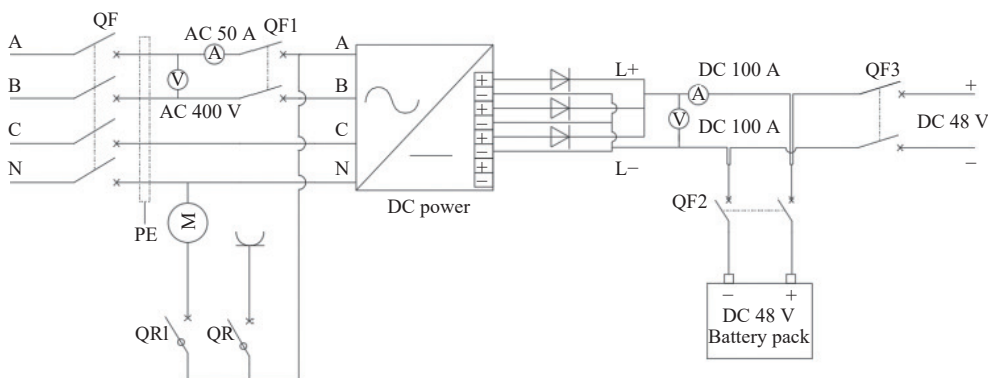 QF
AC 50 A
QF1
A
A
A
V
B
B
AC 400 V
C
C
N
N
PE
M
QRl
QR
DC power
+
−
+
−
+
−
+
−
L+
L−
DC 100 A
A
V
DC 100 A
QF3
+
DC 48 V
−
QF2
− +
DC 48 V
Battery pack